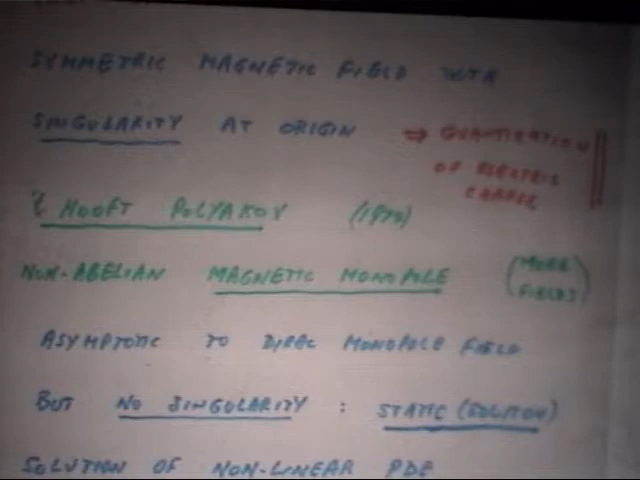 SYMMETRIC MAGNETIC FIELD WITH
SINGULARITY AT ORIGIN ⇒ QUANTIZATION
OF ELECTRIC
CHARGE
'T HOOFT POLYAKOV (1974)
NON-ABELIAN MAGNETIC MONOPOLE (MORE
FIELDS)
ASYMPTOTIC TO DIRAC MONOPOLE FIELD
BUT NO SINGULARITY : STATIC (SOLITON)
SOLUTION OF NON-LINEAR PDE